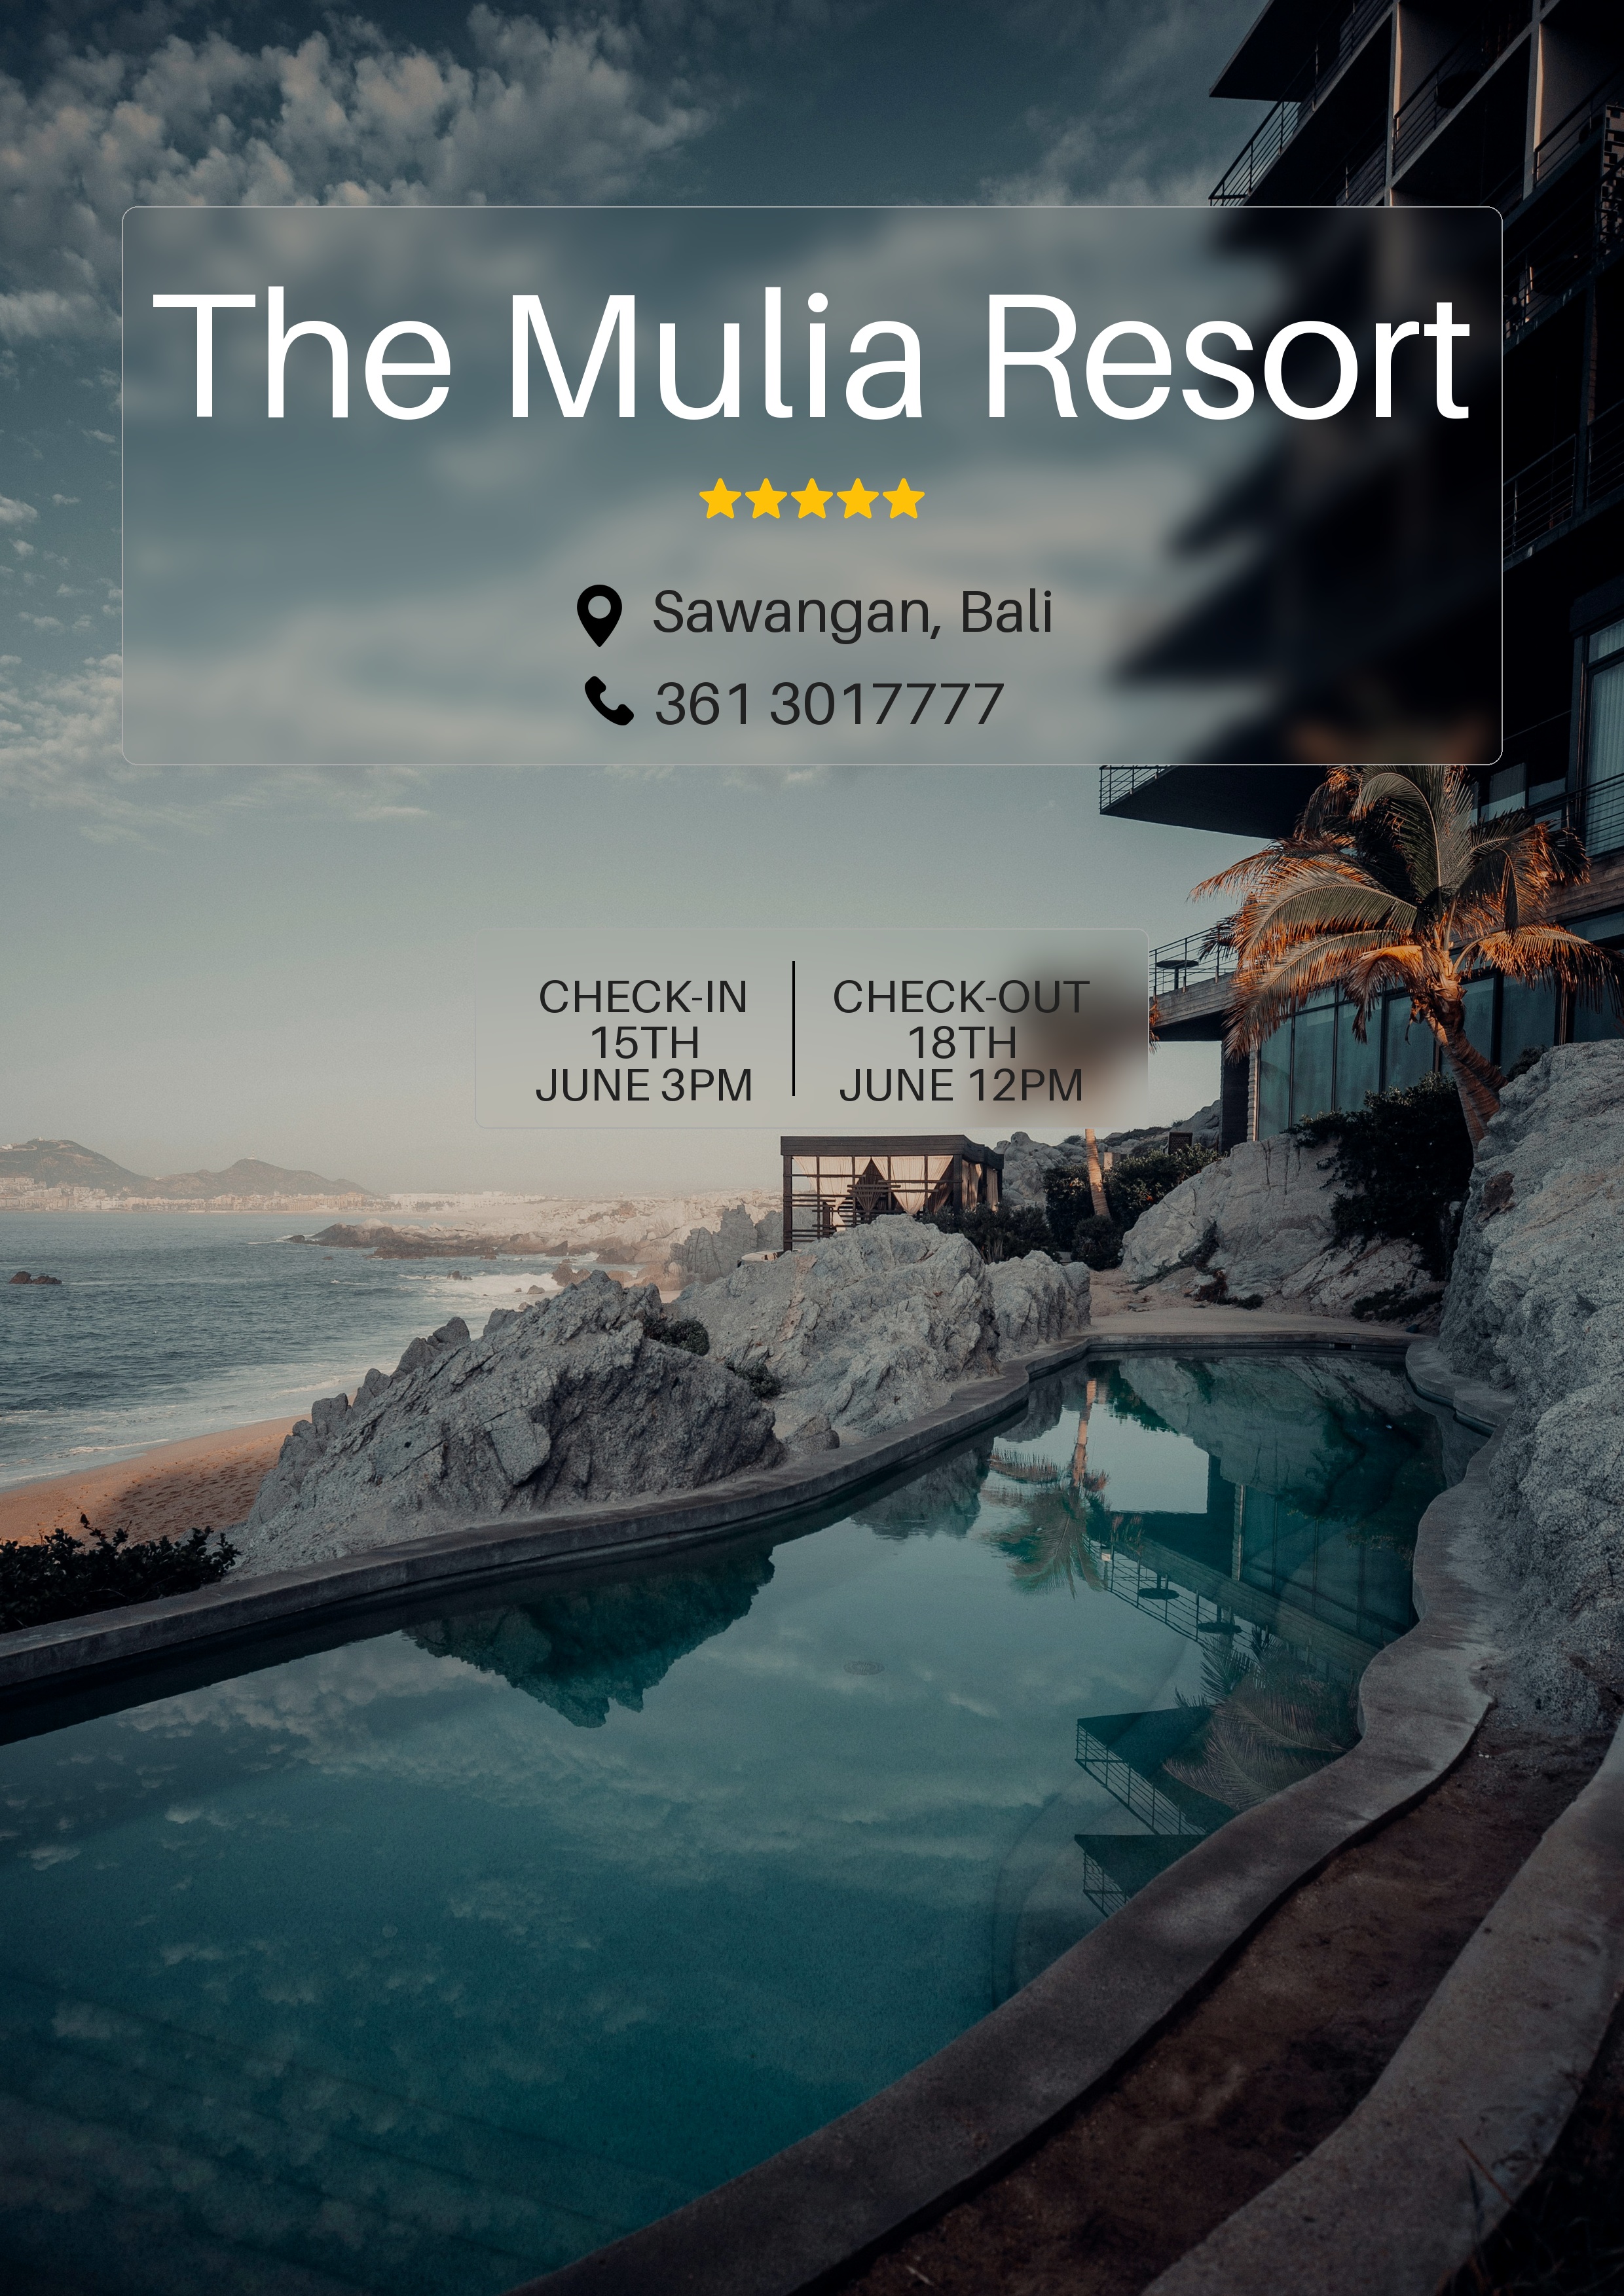 The Mulia Resort
Sawangan, Bali
361 3017777
CHECK-IN
15TH
JUNE 3PM
CHECK-OUT
18TH
JUNE 12PM